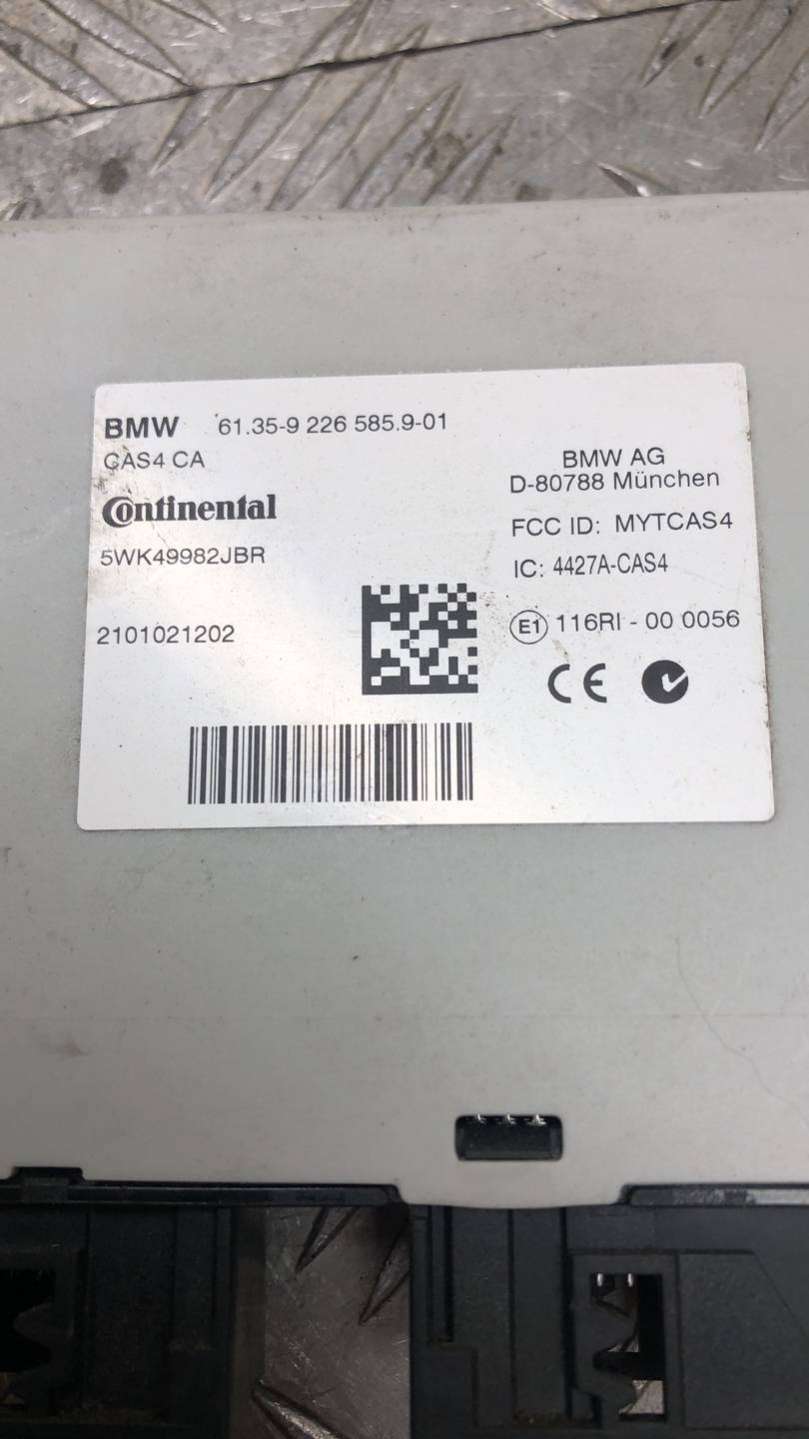 BMW 61.35-9 226 585.9-01
CAS4 CA
Continental
5WK49982JBR
2101021202
BMW AG
D-80788 München
FCC ID: MYTCAS4
IC: 4427A-CAS4
E1 116RI - 00 0056
CE